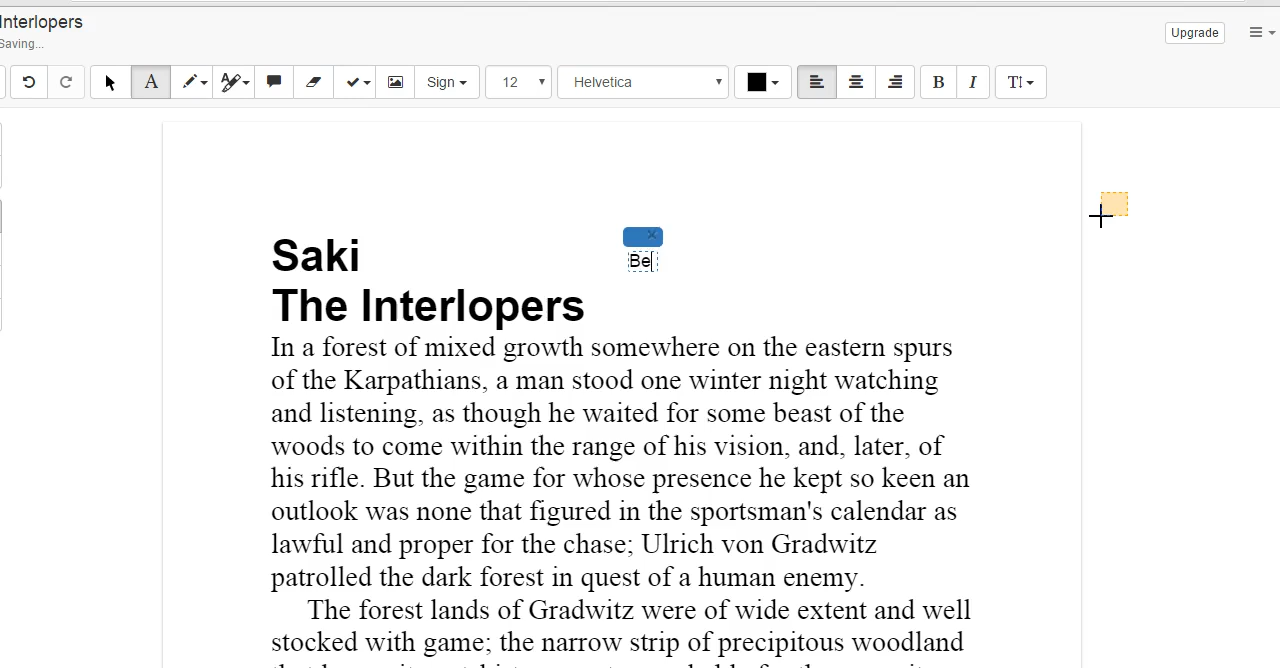 Interlopers
Saving...
Upgrade
A
Sign
12
Helvetica
B
I
T
Saki
Be
The Interlopers
In a forest of mixed growth somewhere on the eastern spurs
of the Karpathians, a man stood one winter night watching
and listening, as though he waited for some beast of the
woods to come within the range of his vision, and, later, of
his rifle. But the game for whose presence he kept so keen an
outlook was none that figured in the sportsman's calendar as
lawful and proper for the chase; Ulrich von Gradwitz
patrolled the dark forest in quest of a human enemy.
The forest lands of Gradwitz were of wide extent and well
stocked with game; the narrow strip of precipitous woodland